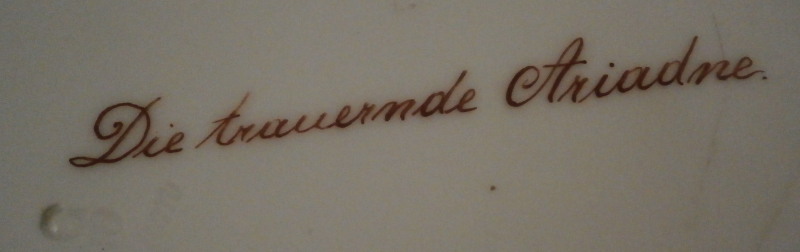 Die trauernde Ariadne.